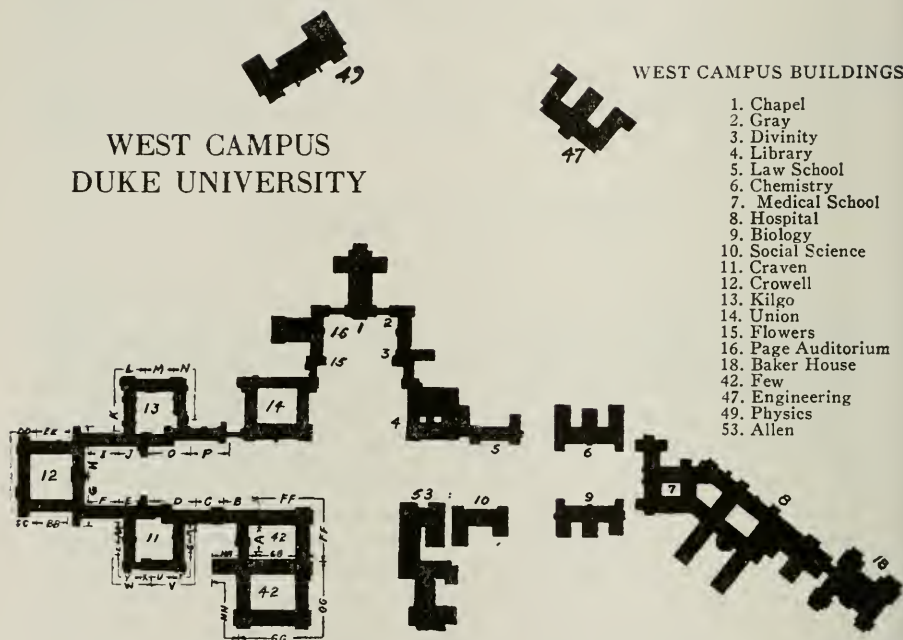 49
WEST CAMPUS
DUKE UNIVERSITY
47
WEST CAMPUS BUILDINGS
1. Chapel
2. Gray
3. Divinity
4. Library
5. Law School
6. Chemistry
7. Medical School
8. Hospital
9. Biology
10. Social Science
11. Craven
12. Crowell
13. Kilgo
14. Union
15. Flowers
16. Page Auditorium
18. Baker House
42. Few
47. Engineering
49. Physics
53. Allen
16 1 2
15 3
L M N
K 13 14
4 5 6
I J O P
12 H
G
7 8
F E D C B FF
53 10 9
11 A 42 FF
BB
42
18
W V
HH GG
GG